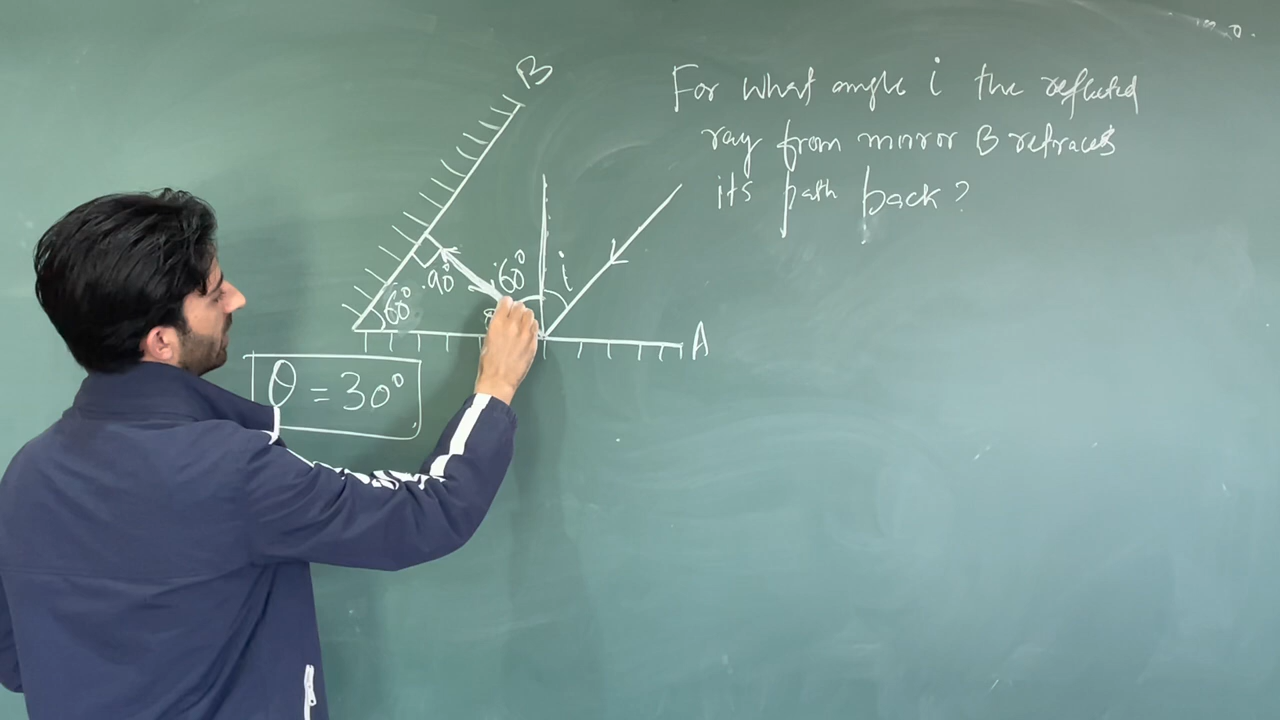 For what angle i the reflected
ray from mirror B retraces
its path back?
B
i
60°
90°
60°
A
θ = 30°